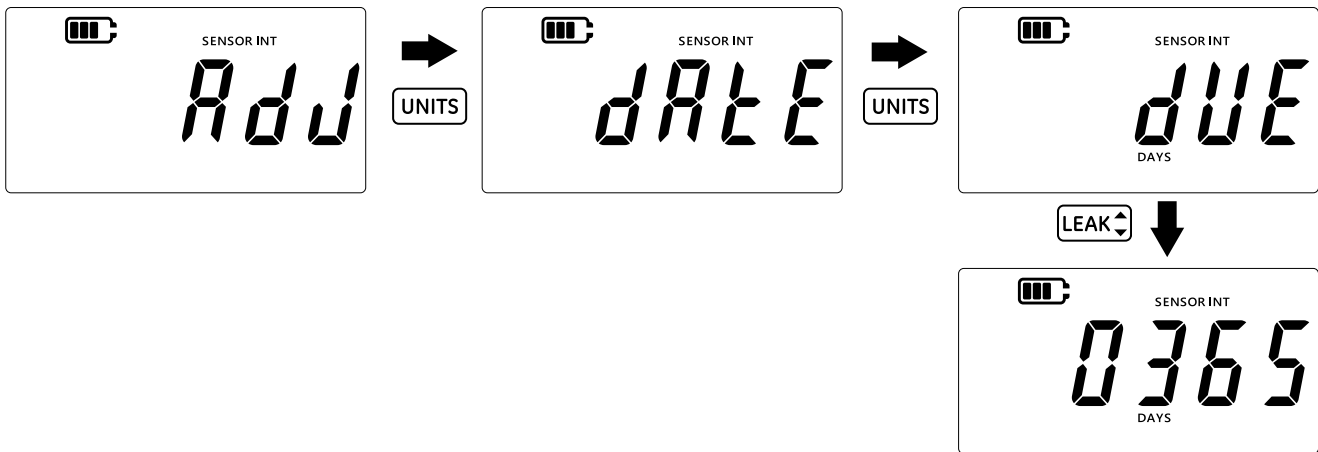 SENSOR INT
AdJ
UNITS
SENSOR INT
dAtE
UNITS
SENSOR INT
dUE
DAYS
LEAK
SENSOR INT
0365
DAYS